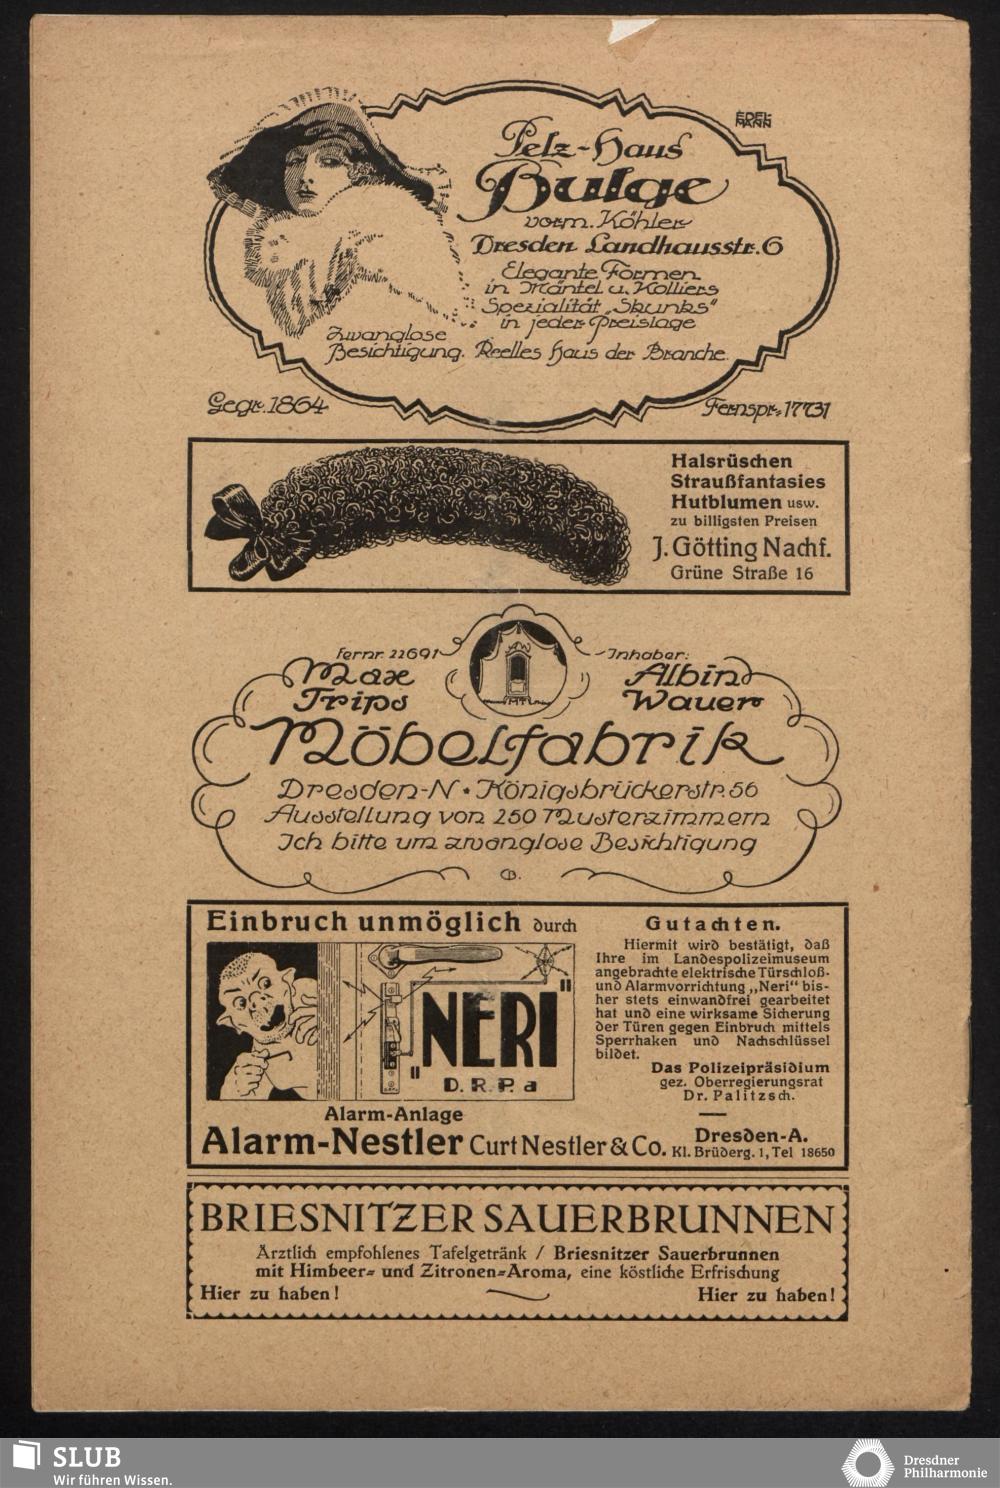 EDEL-
MANN
Pelz-Haus
Bulge
vorm. Köhler
Dresden Landhausstr. 6
Elegante Formen
in Mäntel u. Kolliers
Spezialität „Skunks“
in jeder Preislage
Zwanglose
Besichtigung. Reelles Haus der Branche.
Gegr. 1864
Fernspr. 17731
Halsrüschen
Straußfantasies
Hutblumen usw.
zu billigsten Preisen
J. Götting Nachf.
Grüne Straße 16
Fernr. 22691
Inhaber:
Max
Trips
Albin
Wauer
MT
Möbelfabrik
Dresden-N • Königsbrückerstr. 56
Ausstellung von 250 Musterzimmern
Ich bitte um zwanglose Besichtigung
Einbruch unmöglich durch
„NERI“
D. R. P. a
Alarm-Anlage
Alarm-Nestler Curt Nestler & Co.
Gutachten.
Hiermit wird bestätigt, daß
Ihre im Landespolizeimuseum
angebrachte elektrische Türschloß-
und Alarmvorrichtung „Neri“ bis-
her stets einwandfrei gearbeitet
hat und eine wirksame Sicherung
der Türen gegen Einbruch mittels
Sperrhaken und Nachschlüssel
bildet.
Das Polizeipräsidium
gez. Oberregierungsrat
Dr. Palitzsch.
Dresden-A.
Kl. Brüderg. 1, Tel 18650
BRIESNITZER SAUERBRUNNEN
Ärztlich empfohlenes Tafelgetränk / Briesnitzer Sauerbrunnen
mit Himbeer- und Zitronen-Aroma, eine köstliche Erfrischung
Hier zu haben!
Hier zu haben!
SLUB
Wir führen Wissen.
Dresdner
Philharmonie